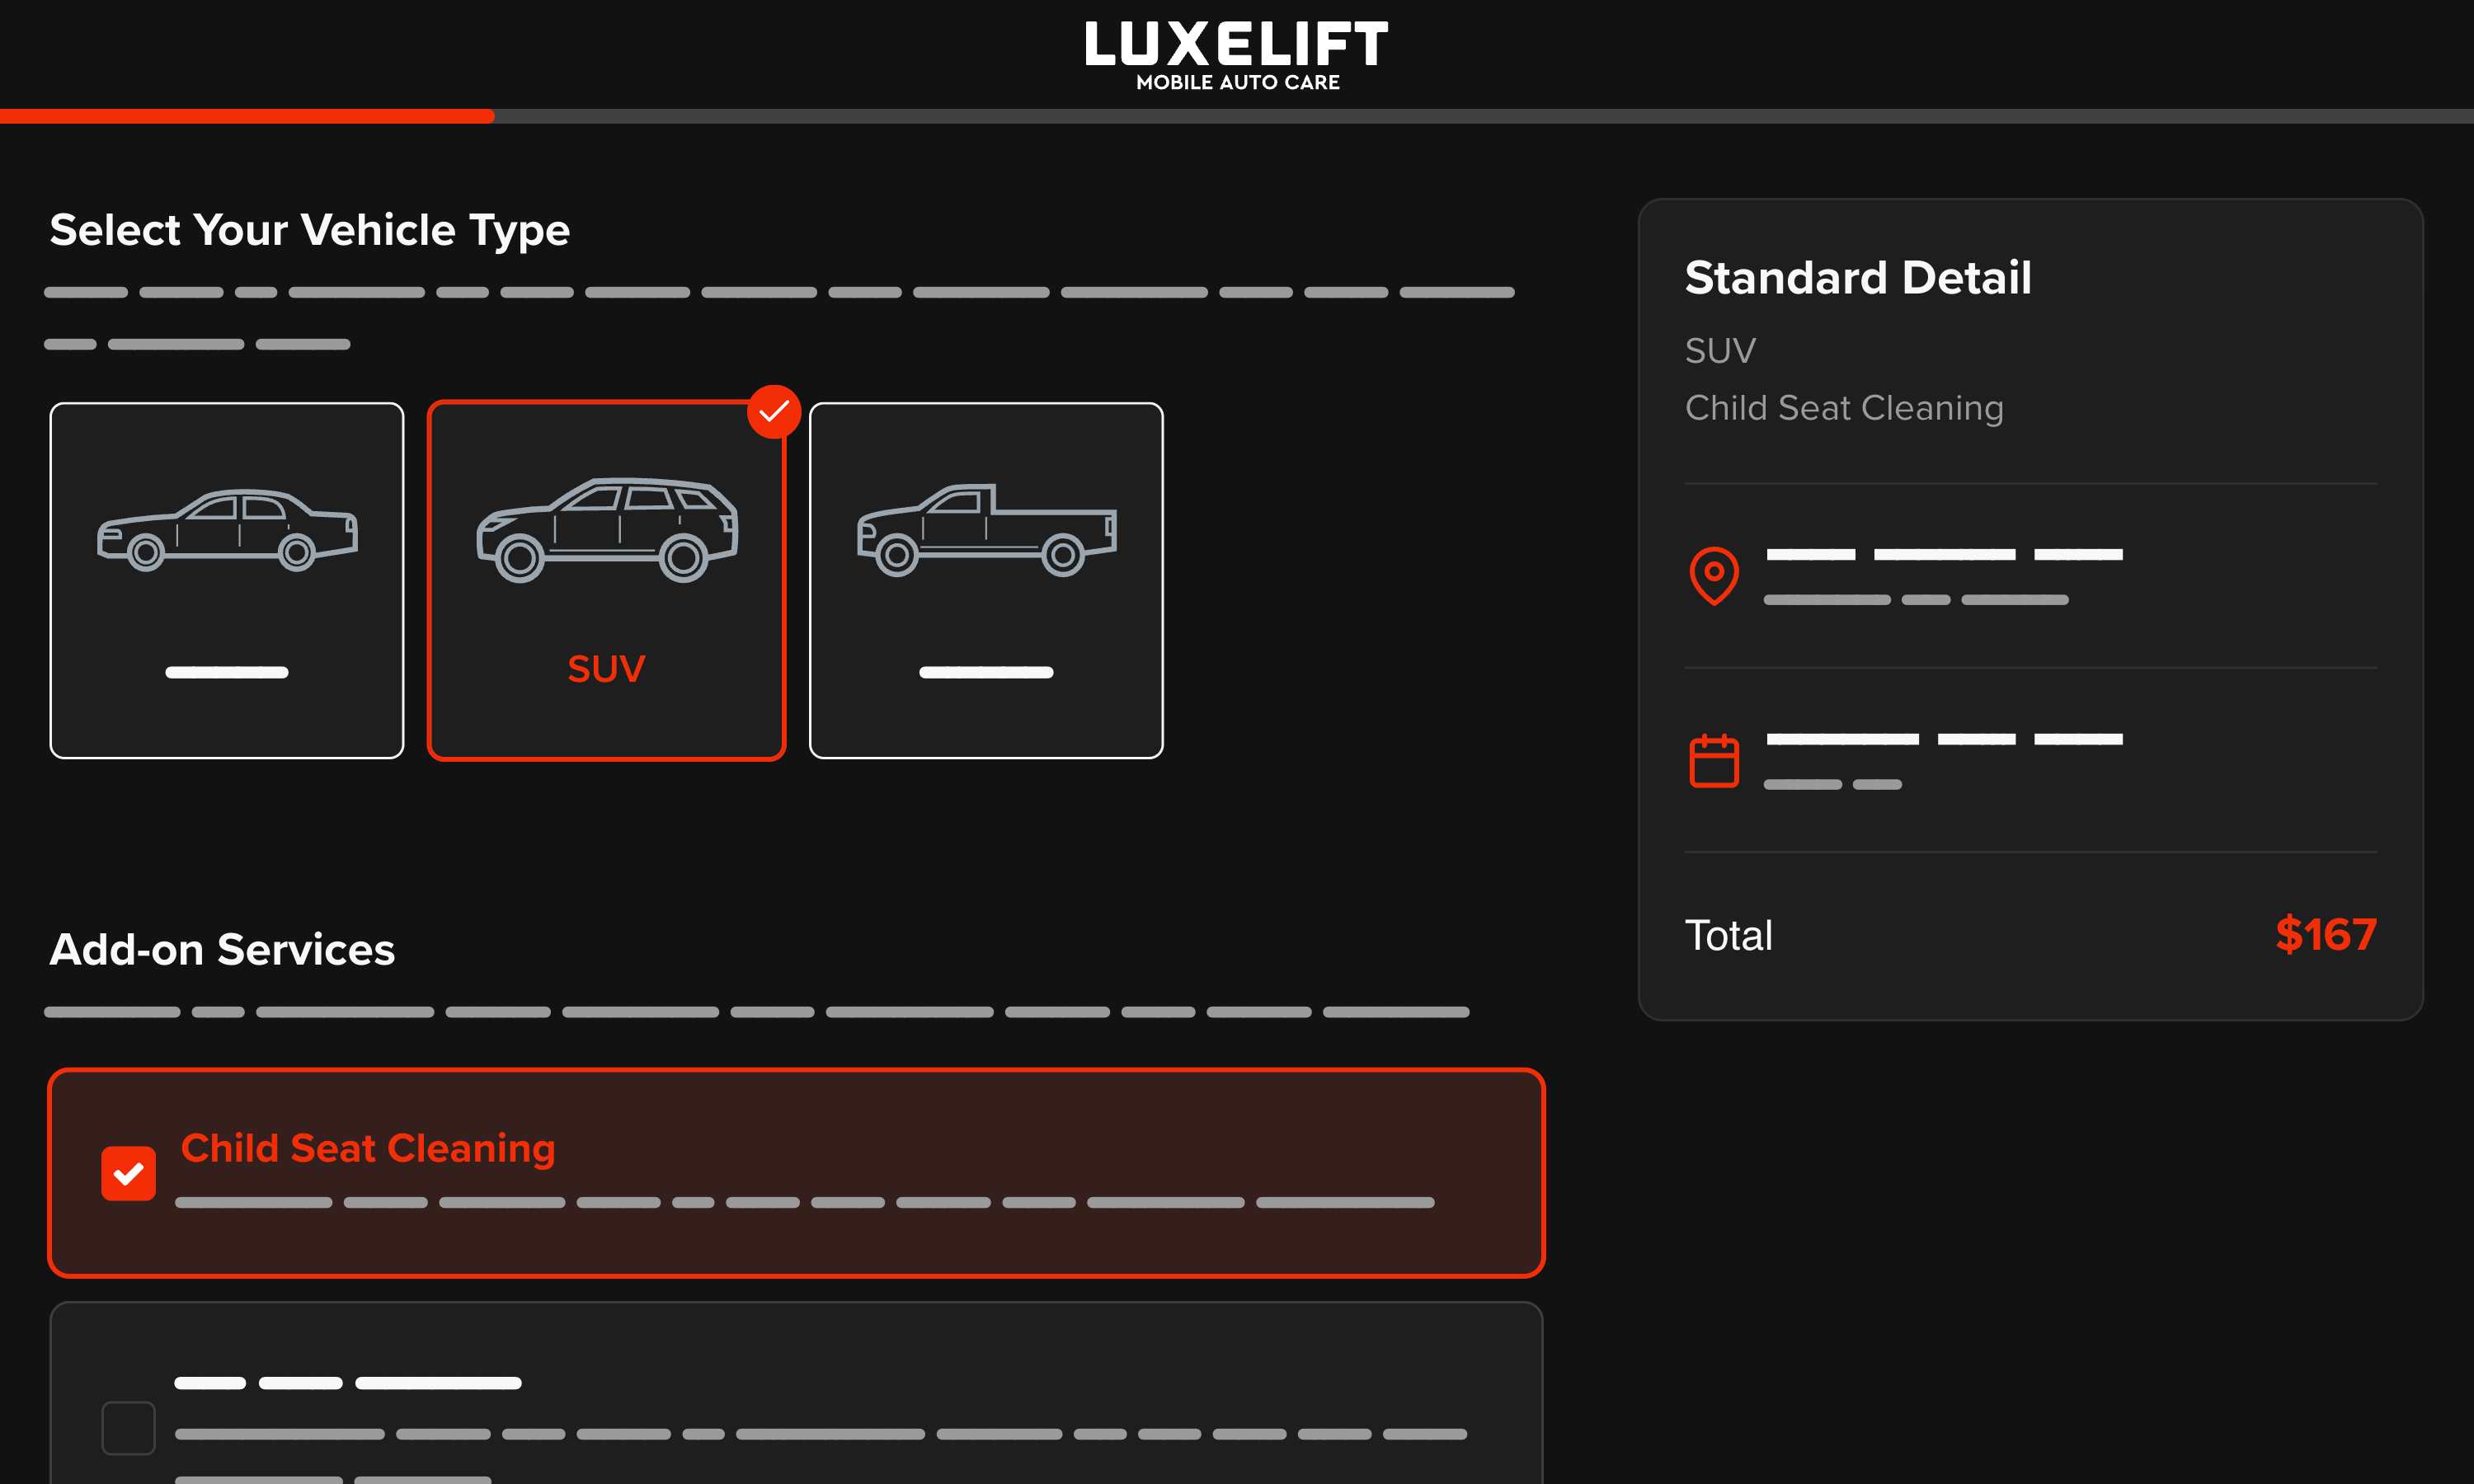 LUXELIFT
MOBILE AUTO CARE
Select Your Vehicle Type
SUV
Add-on Services
Child Seat Cleaning
Standard Detail
SUV
Child Seat Cleaning
Total $167